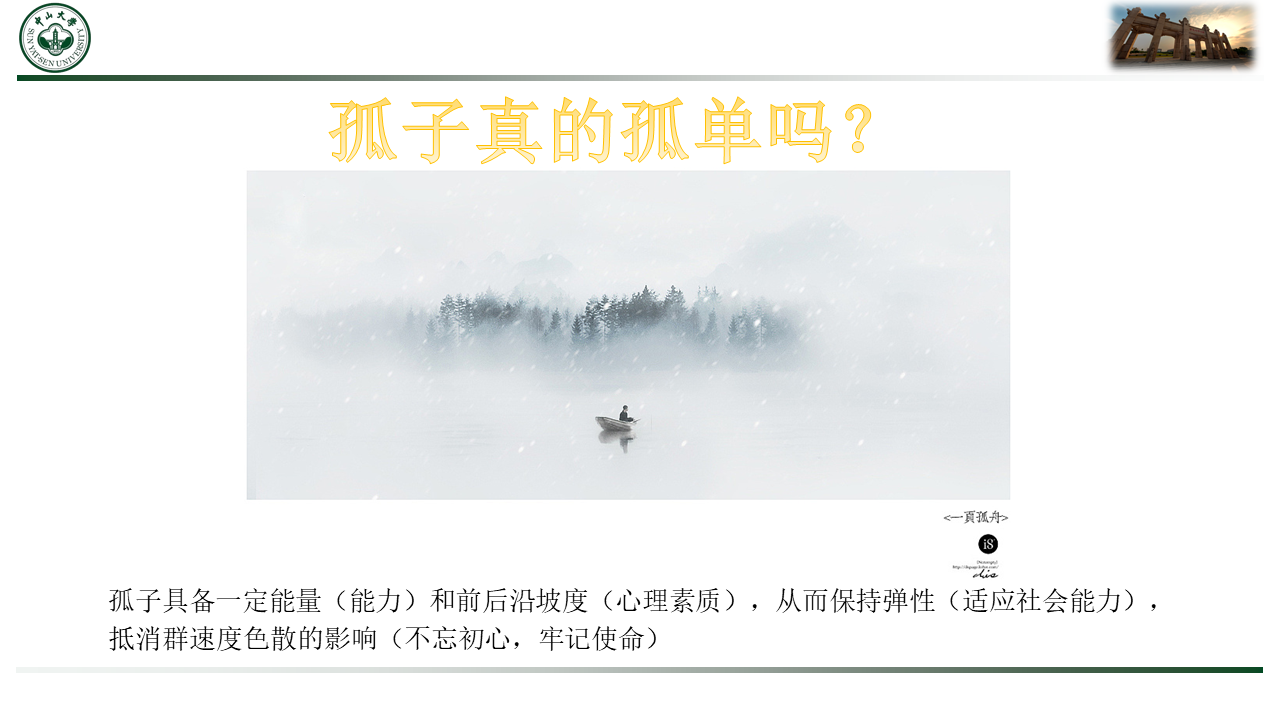 中山大学
SUN YAT-SEN UNIVERSITY
孤子真的孤单吗？
<一頁孤舟>
iS
孤子具备一定能量（能力）和前后沿坡度（心理素质），从而保持弹性（适应社会能力），
抵消群速度色散的影响（不忘初心，牢记使命）